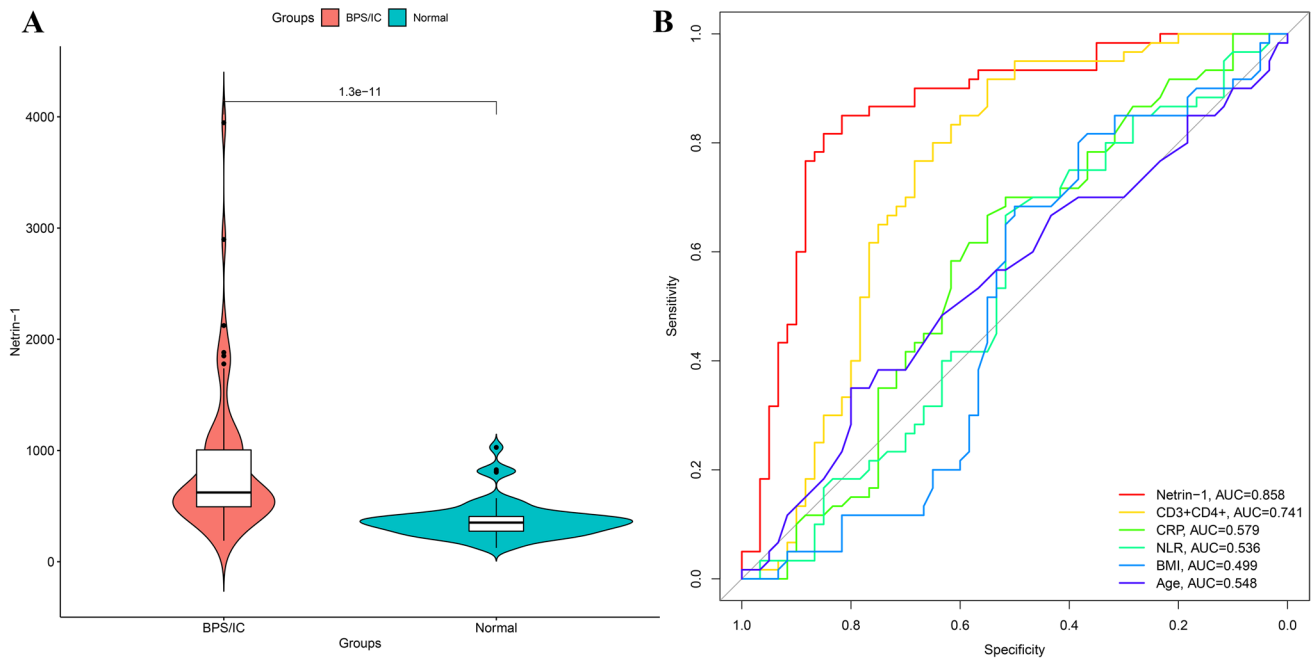 A
Groups BPS/IC Normal
1.3e−11
4000
3000
2000
1000
0
Netrin−1
BPS/IC Normal
Groups
B
1.0
0.8
0.6
0.4
0.2
0.0
Sensitivity
Netrin−1, AUC=0.858
CD3+CD4+, AUC=0.741
CRP, AUC=0.579
NLR, AUC=0.536
BMI, AUC=0.499
Age, AUC=0.548
1.0 0.8 0.6 0.4 0.2 0.0
Specificity